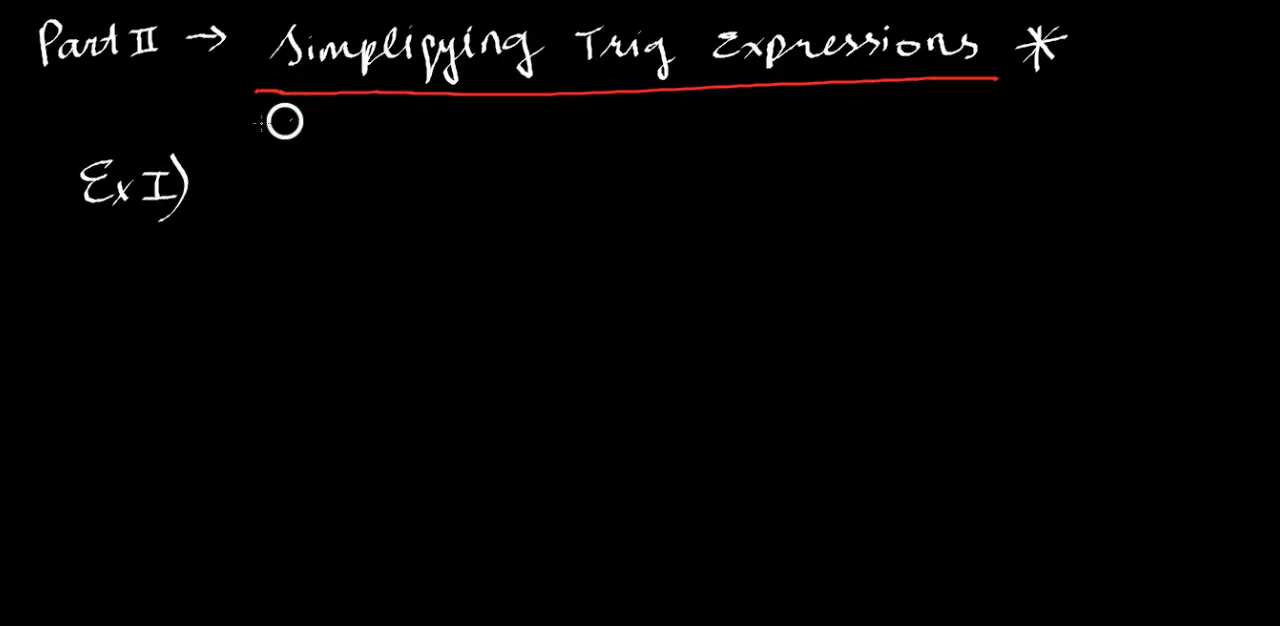 Part II → Simplifying Trig Expressions *
Ex I)